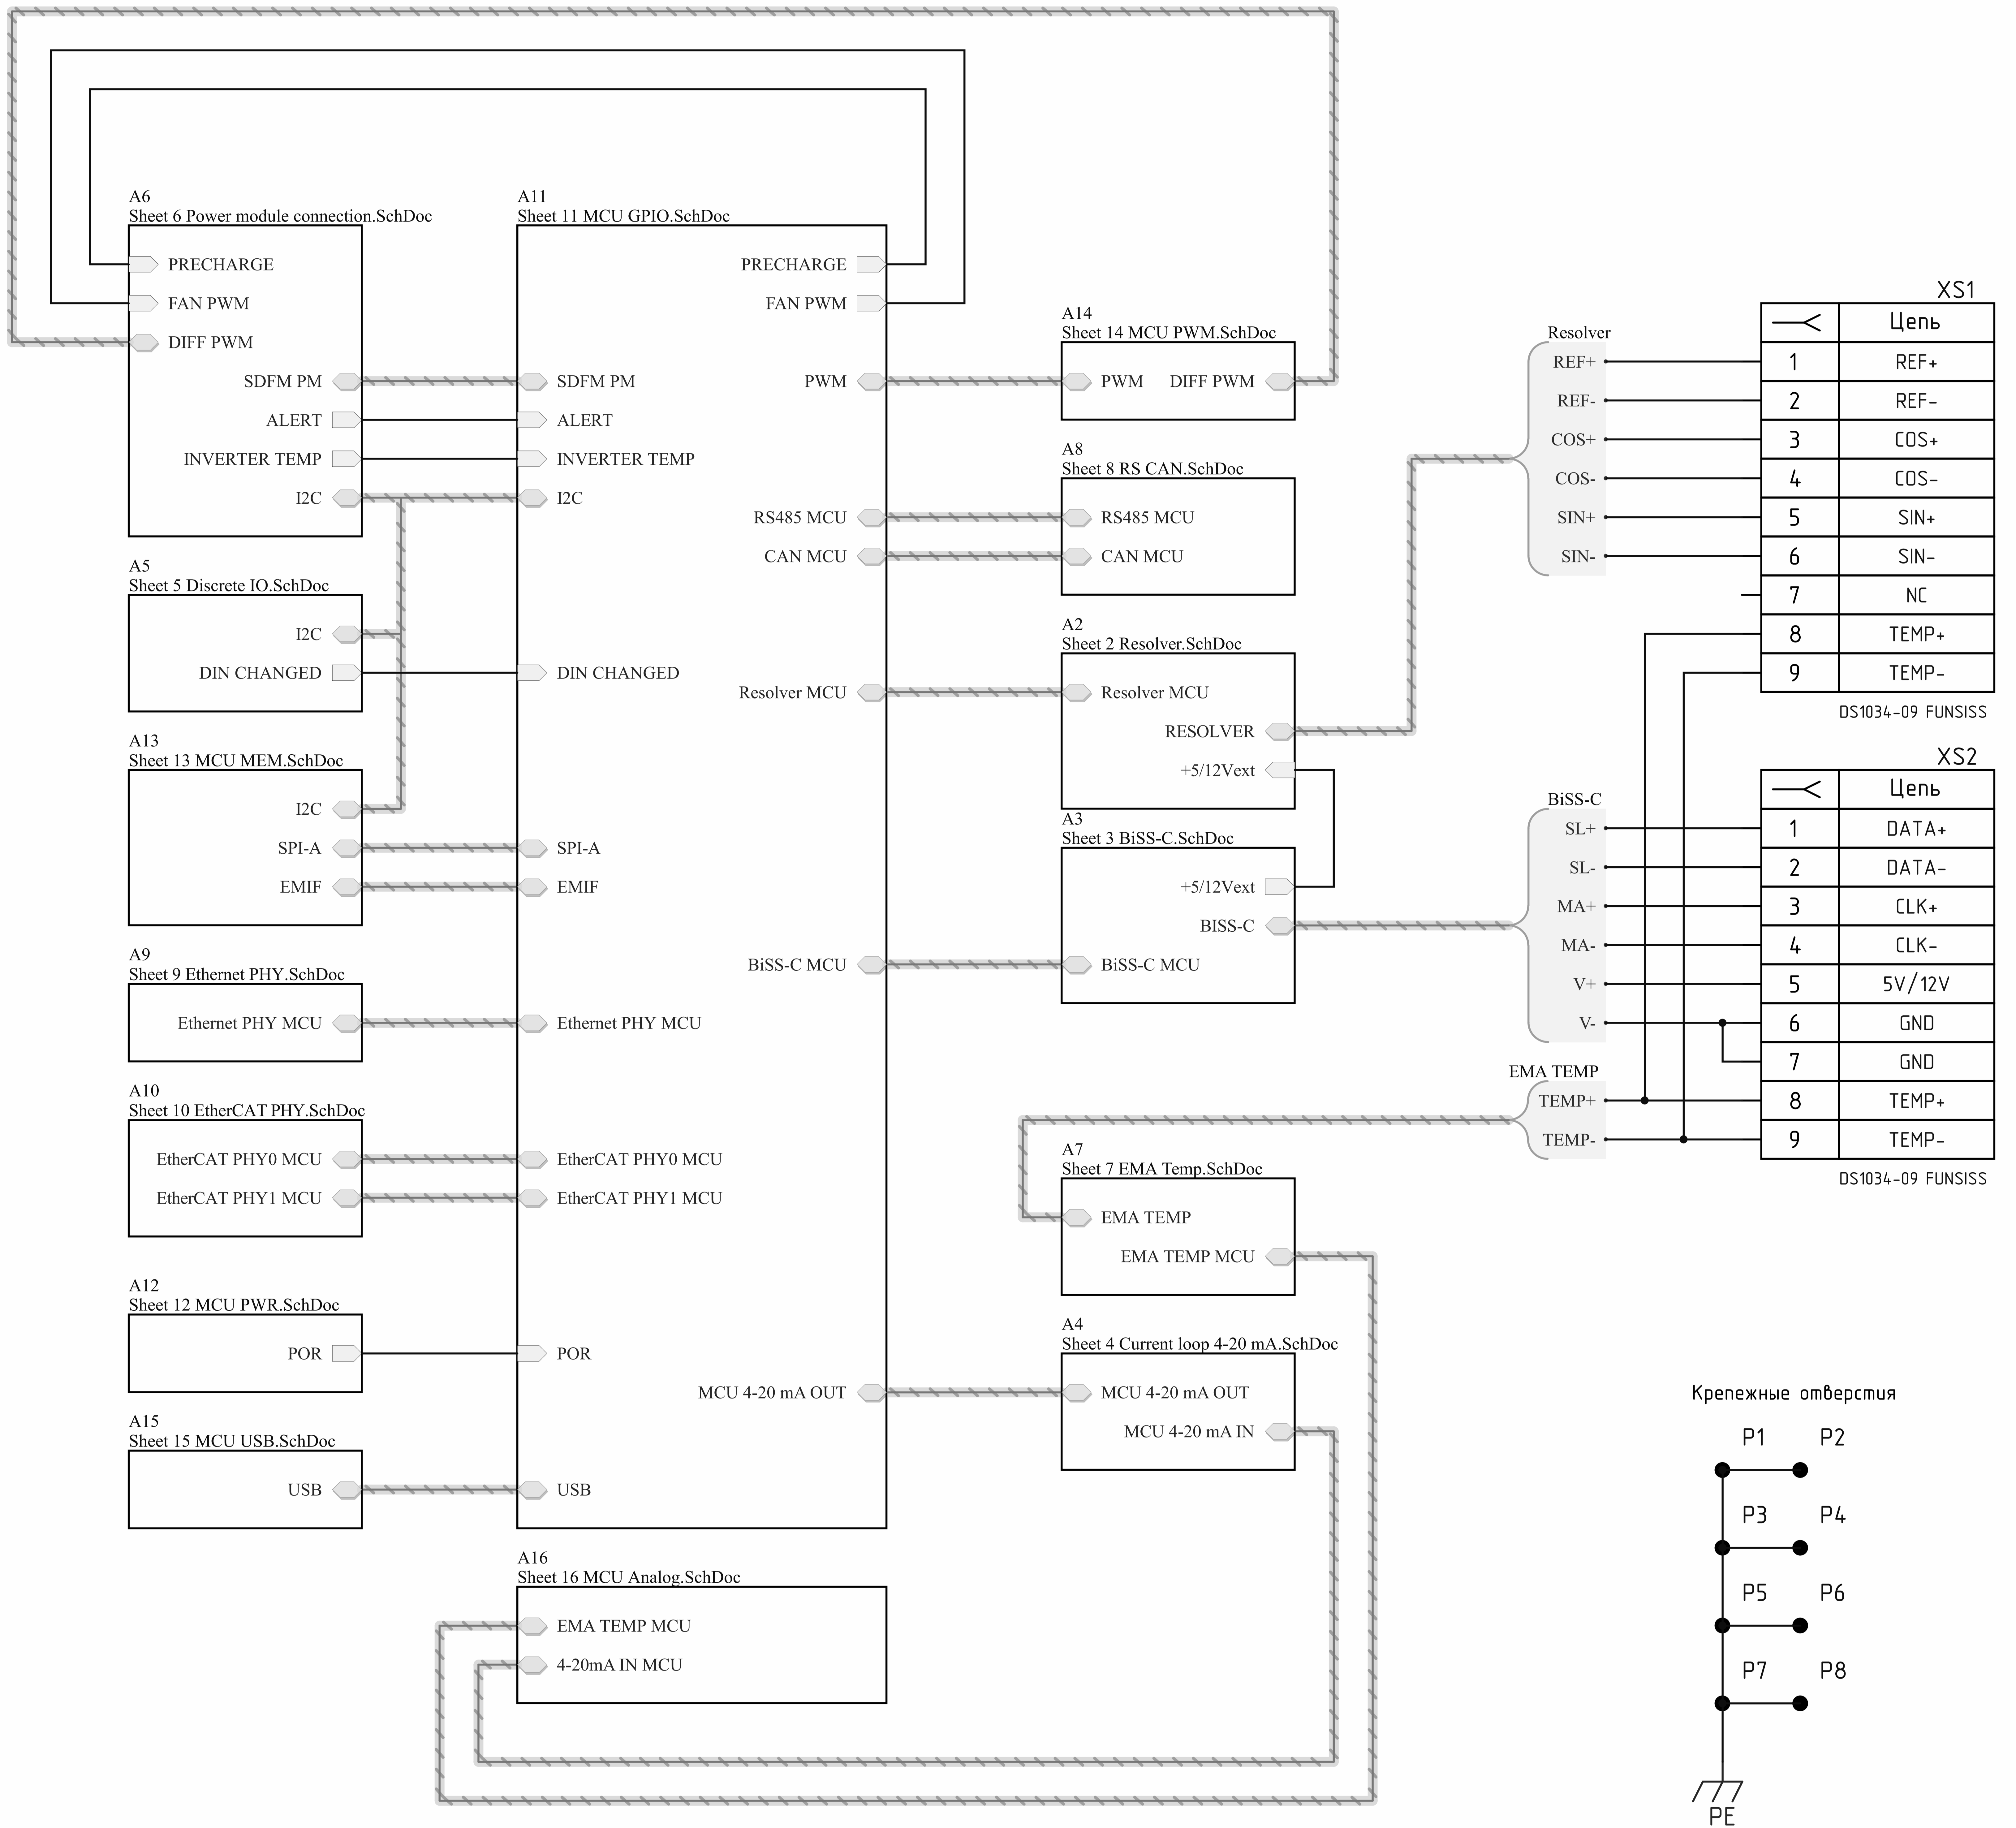 A6
Sheet 6 Power module connection.SchDoc
PRECHARGE
FAN PWM
DIFF PWM
SDFM PM
ALERT
INVERTER TEMP
I2C
A5
Sheet 5 Discrete IO.SchDoc
I2C
DIN CHANGED
A13
Sheet 13 MCU MEM.SchDoc
I2C
SPI-A
EMIF
A9
Sheet 9 Ethernet PHY.SchDoc
Ethernet PHY MCU
A10
Sheet 10 EtherCAT PHY.SchDoc
EtherCAT PHY0 MCU
EtherCAT PHY1 MCU
A12
Sheet 12 MCU PWR.SchDoc
POR
A15
Sheet 15 MCU USB.SchDoc
USB
A11
Sheet 11 MCU GPIO.SchDoc
PRECHARGE
FAN PWM
SDFM PM
PWM
ALERT
INVERTER TEMP
I2C
RS485 MCU
CAN MCU
DIN CHANGED
Resolver MCU
SPI-A
EMIF
BiSS-C MCU
Ethernet PHY MCU
EtherCAT PHY0 MCU
EtherCAT PHY1 MCU
POR
MCU 4-20 mA OUT
USB
A16
Sheet 16 MCU Analog.SchDoc
EMA TEMP MCU
4-20mA IN MCU
A14
Sheet 14 MCU PWM.SchDoc
PWM DIFF PWM
A8
Sheet 8 RS CAN.SchDoc
RS485 MCU
CAN MCU
A2
Sheet 2 Resolver.SchDoc
Resolver MCU
RESOLVER
+5/12Vext
A3
Sheet 3 BiSS-C.SchDoc
+5/12Vext
BISS-C
BiSS-C MCU
A7
Sheet 7 EMA Temp.SchDoc
EMA TEMP
EMA TEMP MCU
A4
Sheet 4 Current loop 4-20 mA.SchDoc
MCU 4-20 mA OUT
MCU 4-20 mA IN
Resolver
REF+
REF-
COS+
COS-
SIN+
SIN-
XS1
Цепь
1 REF+
2 REF-
3 COS+
4 COS-
5 SIN+
6 SIN-
7 NC
8 TEMP+
9 TEMP-
DS1034-09 FUNSISS
BiSS-C
SL+
SL-
MA+
MA-
V+
V-
EMA TEMP
TEMP+
TEMP-
XS2
Цепь
1 DATA+
2 DATA-
3 CLK+
4 CLK-
5 5V/12V
6 GND
7 GND
8 TEMP+
9 TEMP-
DS1034-09 FUNSISS
Крепежные отверстия
P1 P2
P3 P4
P5 P6
P7 P8
PE